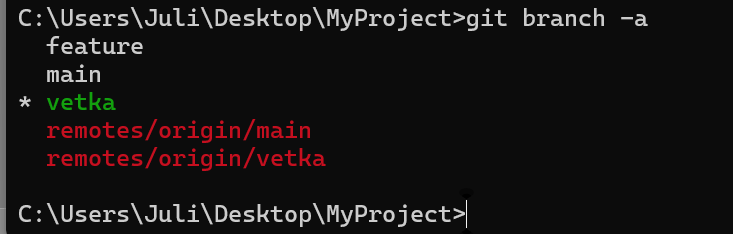 C:\Users\Juli\Desktop\MyProject>git branch -a
feature
main
* vetka
remotes/origin/main
remotes/origin/vetka
C:\Users\Juli\Desktop\MyProject>